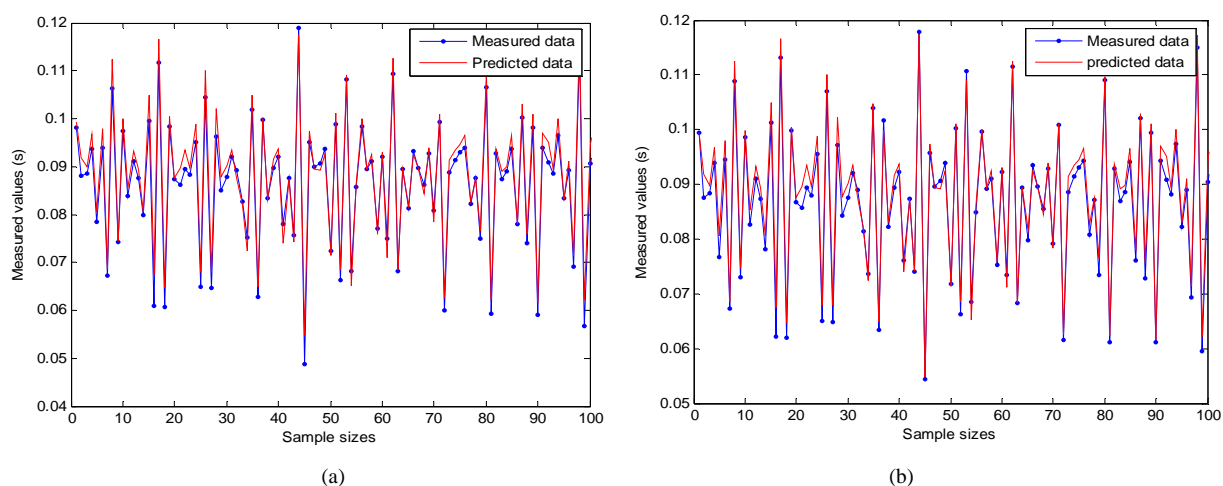 0.12
0.11
0.1
0.09
0.08
0.07
0.06
0.05
0.04
Measured values (s)
Measured data
Predicted data
0 10 20 30 40 50 60 70 80 90 100
Sample sizes
(a)
0.12
0.11
0.1
0.09
0.08
0.07
0.06
0.05
Measured values (s)
Measured data
predicted data
0 10 20 30 40 50 60 70 80 90 100
Sample sizes
(b)